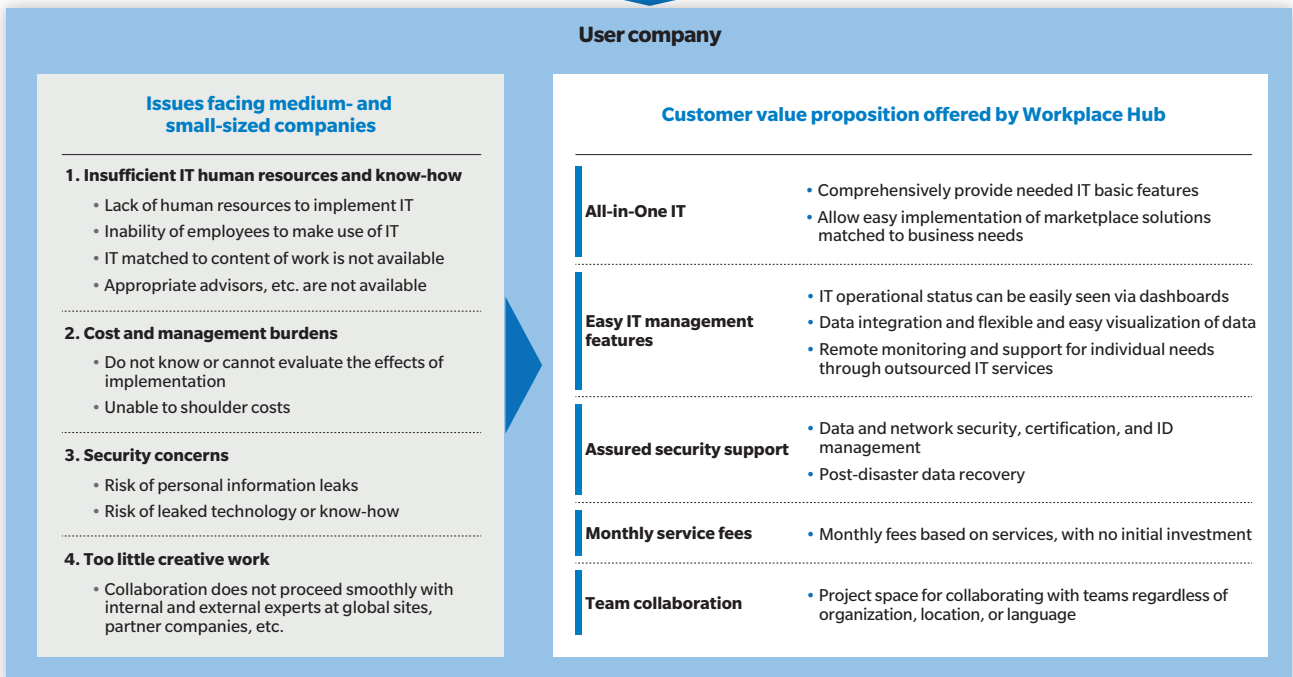 User company
Issues facing medium- and
small-sized companies
1. Insufficient IT human resources and know-how
• Lack of human resources to implement IT
• Inability of employees to make use of IT
• IT matched to content of work is not available
• Appropriate advisors, etc. are not available
2. Cost and management burdens
• Do not know or cannot evaluate the effects of
implementation
• Unable to shoulder costs
3. Security concerns
• Risk of personal information leaks
• Risk of leaked technology or know-how
4. Too little creative work
• Collaboration does not proceed smoothly with
internal and external experts at global sites,
partner companies, etc.
Customer value proposition offered by Workplace Hub
All-in-One IT
• Comprehensively provide needed IT basic features
• Allow easy implementation of marketplace solutions
matched to business needs
Easy IT management
features
• IT operational status can be easily seen via dashboards
• Data integration and flexible and easy visualization of data
• Remote monitoring and support for individual needs
through outsourced IT services
Assured security support
• Data and network security, certification, and ID
management
• Post-disaster data recovery
Monthly service fees
• Monthly fees based on services, with no initial investment
Team collaboration
• Project space for collaborating with teams regardless of
organization, location, or language